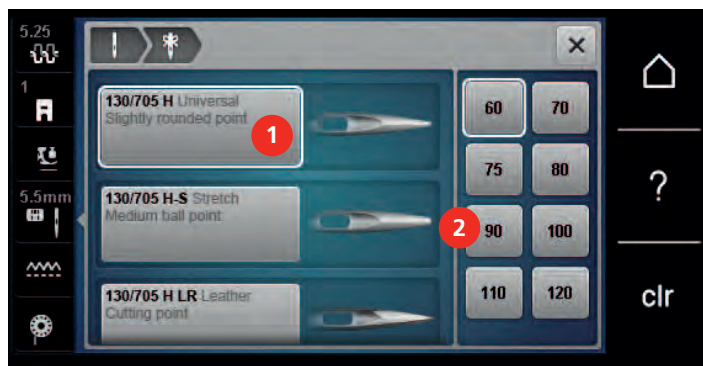 5.25
1
5.5mm
130/705 H Universal
Slightly rounded point
1
130/705 H-S Stretch
Medium ball point
130/705 H LR Leather
Cutting point
60 70
75 80
2
90 100
110 120
?
clr